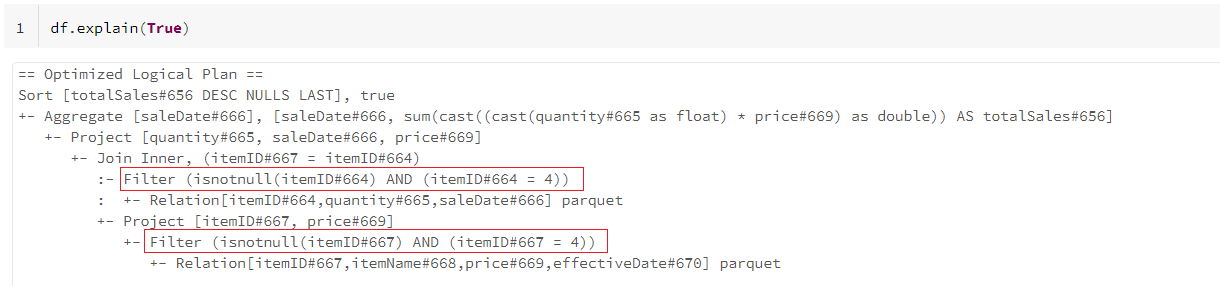 1 df.explain(True)
== Optimized Logical Plan ==
Sort [totalSales#656 DESC NULLS LAST], true
+- Aggregate [saleDate#666], [saleDate#666, sum(cast((cast(quantity#665 as float) * price#669) as double)) AS totalSales#656]
   +- Project [quantity#665, saleDate#666, price#669]
      +- Join Inner, (itemID#667 = itemID#664)
         :- Filter (isnotnull(itemID#664) AND (itemID#664 = 4))
         :  +- Relation[itemID#664,quantity#665,saleDate#666] parquet
         +- Project [itemID#667, price#669]
            +- Filter (isnotnull(itemID#667) AND (itemID#667 = 4))
               +- Relation[itemID#667,itemName#668,price#669,effectiveDate#670] parquet